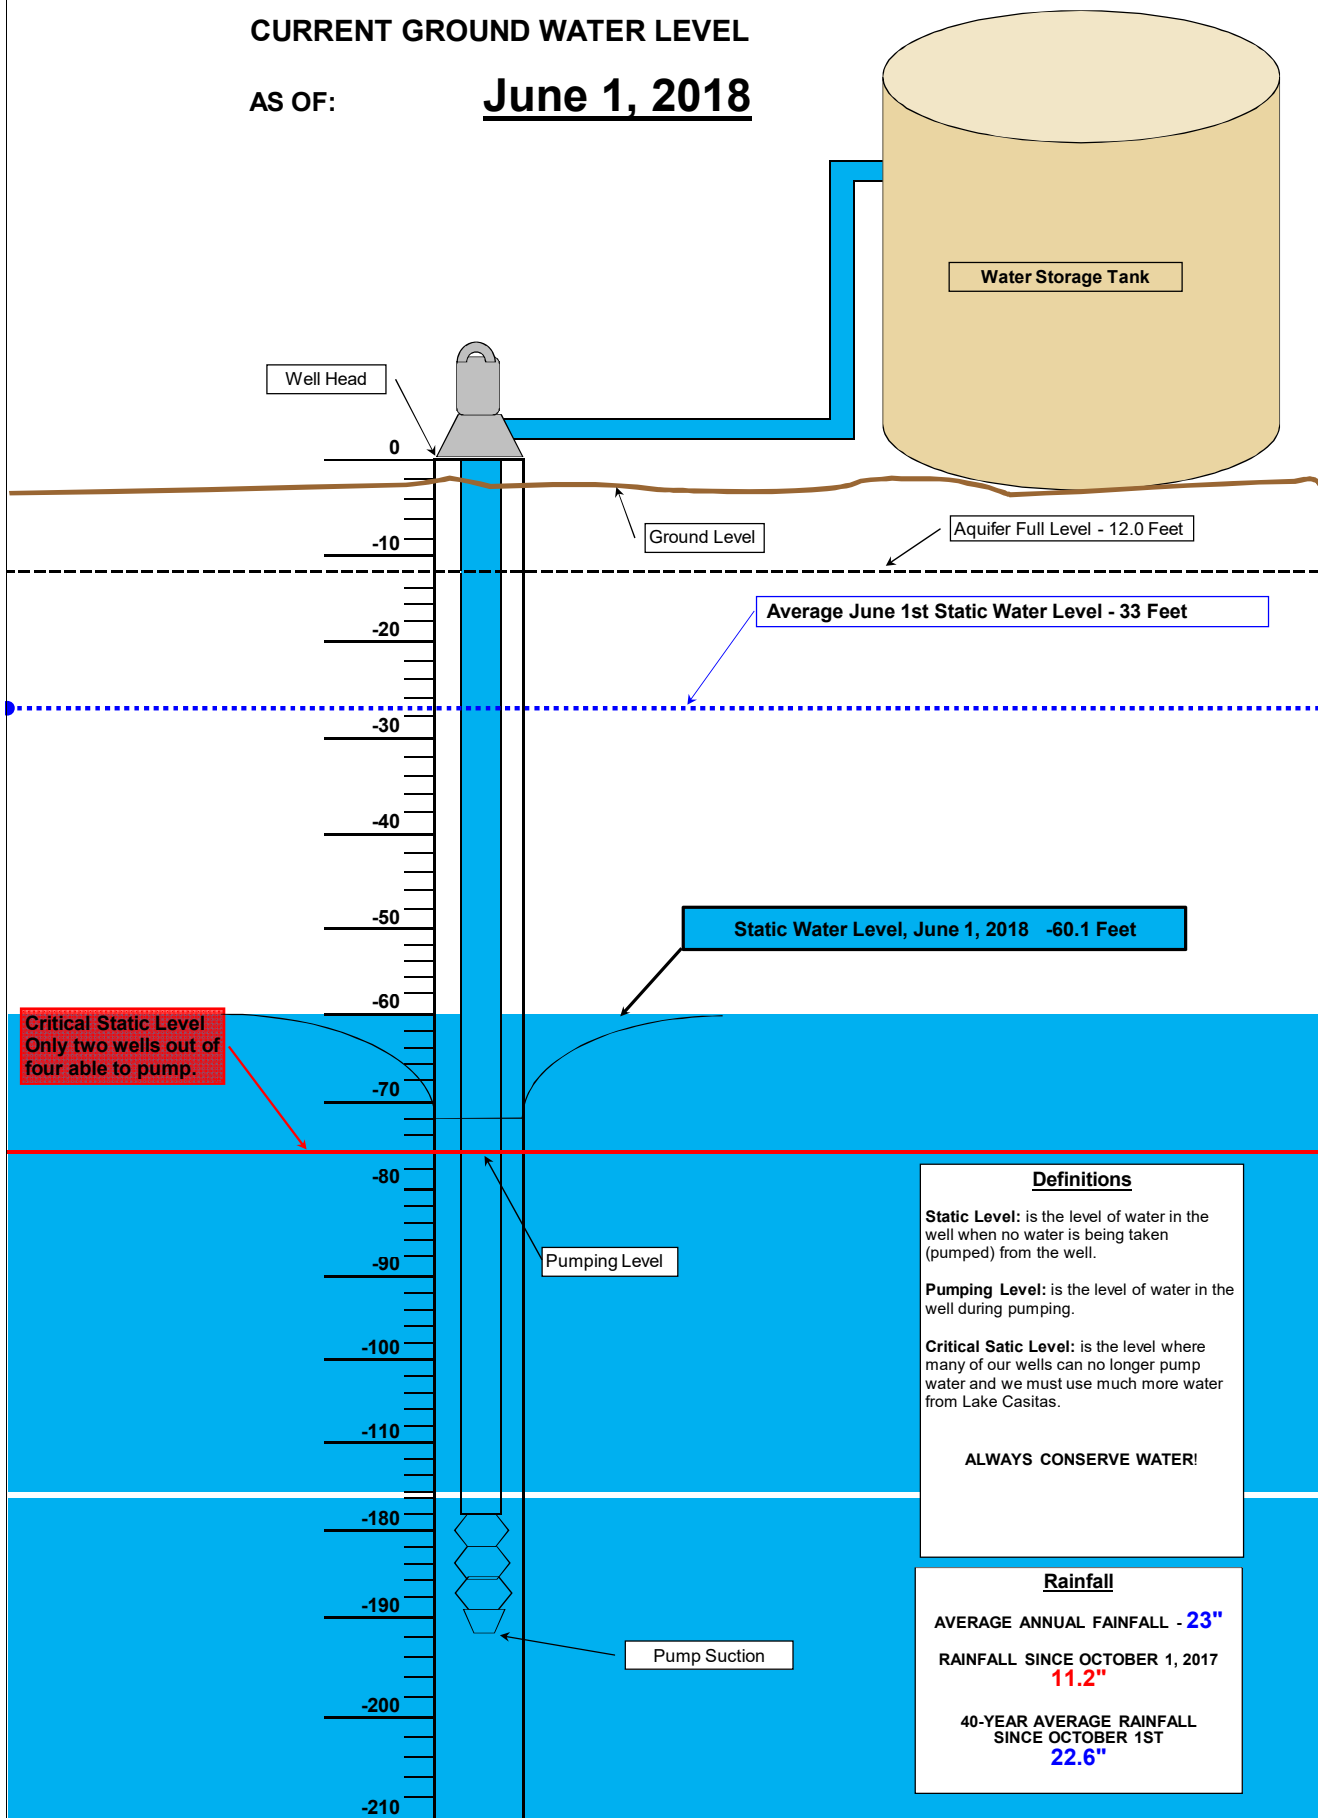 CURRENT GROUND WATER LEVEL
AS OF: June 1, 2018
Water Storage Tank
Well Head
0
Ground Level
Aquifer Full Level - 12.0 Feet
-10
Average June 1st Static Water Level - 33 Feet
-20
-30
-40
-50
Static Water Level, June 1, 2018 -60.1 Feet
-60
Critical Static Level
Only two wells out of
four able to pump.
-70
-80
Pumping Level
-90
-100
-110
-180
-190
Pump Suction
-200
-210
Definitions
Static Level: is the level of water in the
well when no water is being taken
(pumped) from the well.
Pumping Level: is the level of water in the
well during pumping.
Critical Satic Level: is the level where
many of our wells can no longer pump
water and we must use much more water
from Lake Casitas.
ALWAYS CONSERVE WATER!
Rainfall
AVERAGE ANNUAL FAINFALL - 23"
RAINFALL SINCE OCTOBER 1, 2017
11.2"
40-YEAR AVERAGE RAINFALL
SINCE OCTOBER 1ST
22.6"